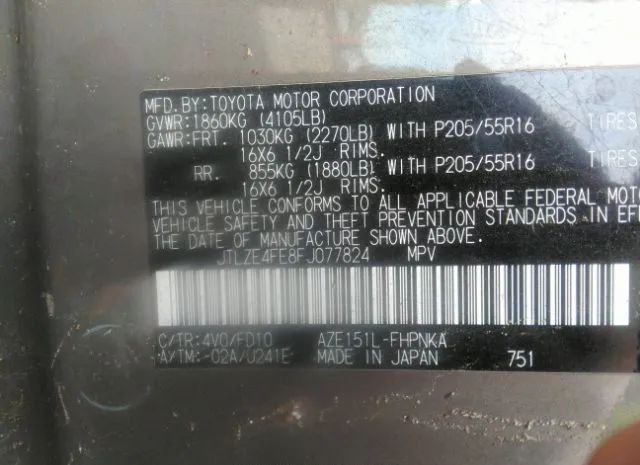 MFD.BY:TOYOTA MOTOR CORPORATION
GVWR:1860KG (4105LB)
GAWR:FRT. 1030KG (2270LB) WITH P205/55R16 TIRES
16X6 1/2J RIMS.
RR. 855KG (1880LB) WITH P205/55R16 TIRES
16X6 1/2J RIMS.
THIS VEHICLE CONFORMS TO ALL APPLICABLE FEDERAL MOTO
VEHICLE SAFETY AND THEFT PREVENTION STANDARDS IN EFF
THE DATE OF MANUFACTURE SHOWN ABOVE.
JTLZE4FE8FJ077824 MPV
C/TR:4V0/FD10 AZE151L-FHPNKA
A/TM:-02A/U241E MADE IN JAPAN 751